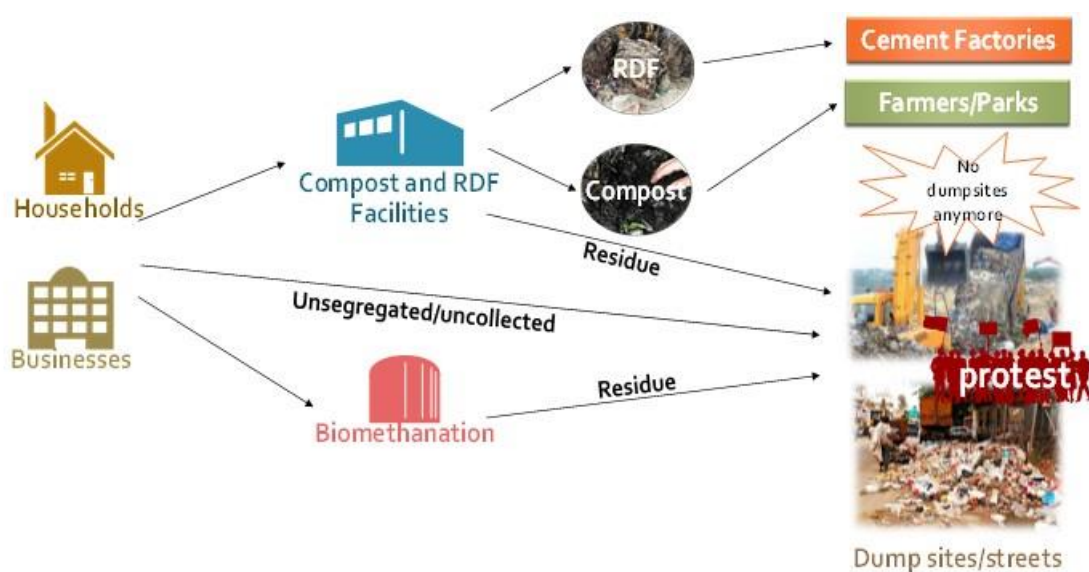 RDF
Cement Factories
Farmers/Parks
Households
Compost and RDF
Facilities
Compost
No
dumpsites
anymore
Residue
Unsegregated/uncollected
Businesses
Residue
protest
Biomethanation
Dump sites/streets